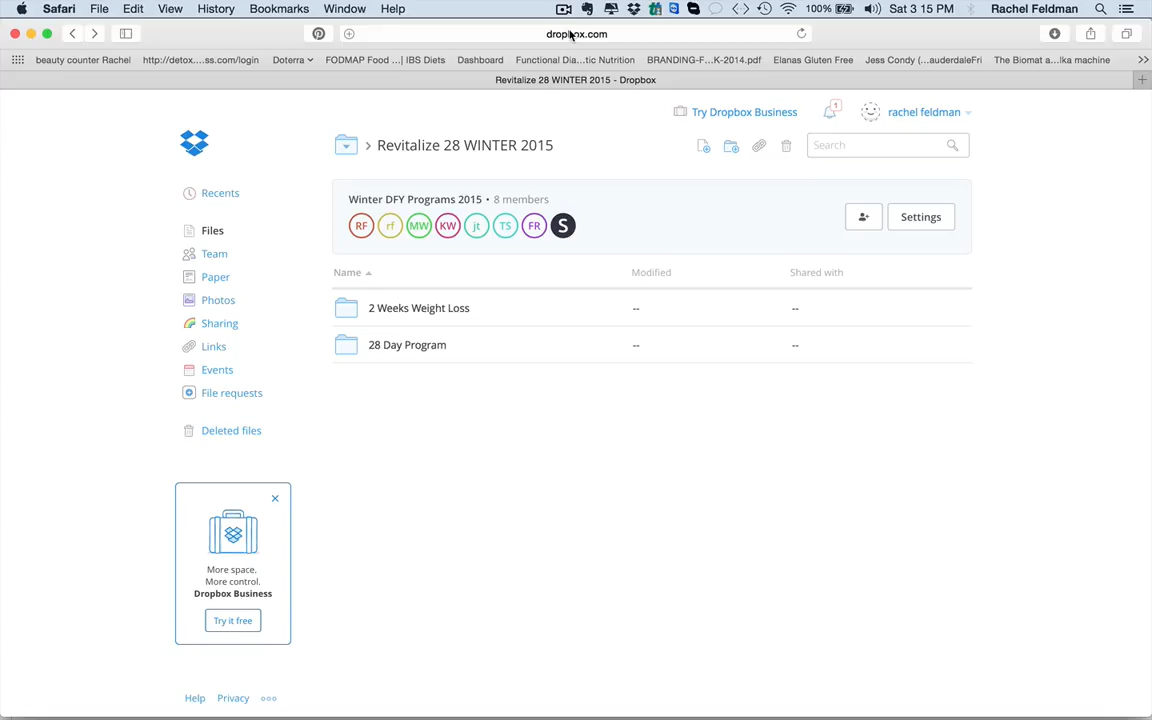 Safari File Edit View History Bookmarks Window Help 100% Sat 3 15 PM Rachel Feldman
dropbox.com
beauty counter Rachel http://detox....ss.com/login Doterra FODMAP Food ...| IBS Diets Dashboard Functional Dia...tic Nutrition BRANDING-F...K-2014.pdf Elanas Gluten Free Jess Condy (...auderdaleFri The Biomat a...lka machine
Revitalize 28 WINTER 2015 - Dropbox
Try Dropbox Business 1 rachel feldman
Revitalize 28 WINTER 2015 Search
Recents
Files
Team
Paper
Photos
Sharing
Links
Events
File requests
Deleted files
Winter DFY Programs 2015 • 8 members
RF rf MW KW jt TS FR S
Settings
Name Modified Shared with
2 Weeks Weight Loss -- --
28 Day Program -- --
More space.
More control.
Dropbox Business
Try it free
Help Privacy